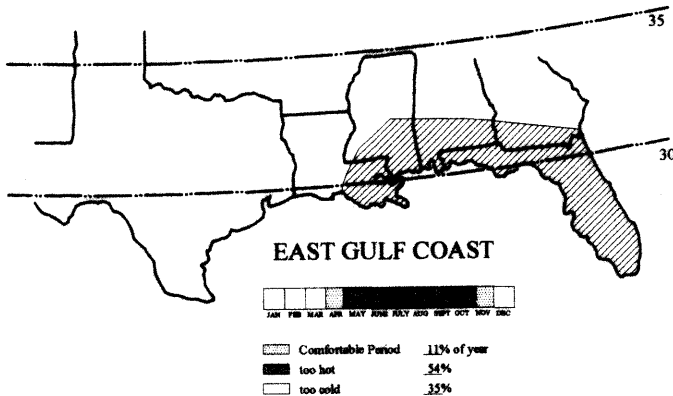 35
30
EAST GULF COAST
JAN FEB MAR APR MAY JUNE JULY AUG SEPT OCT NOV DEC
Comfortable Period 11% of year
too hot 54%
too cold 35%